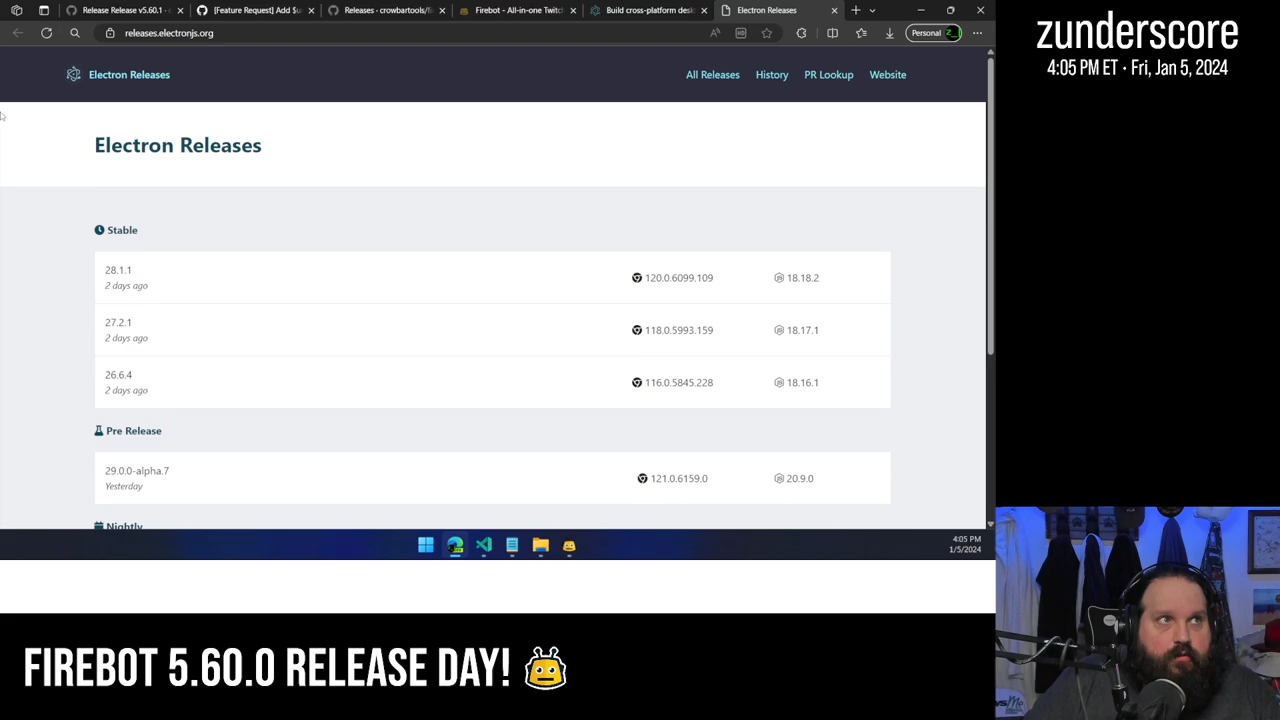 Release Release v5.60.1 · c
[Feature Request] Add $u
Releases · crowbartools/fi
Firebot - All-in-one Twitch
Build cross-platform desk
Electron Releases
releases.electronjs.org
Personal
Electron Releases
All Releases
History
PR Lookup
Website
Electron Releases
Stable
28.1.1
2 days ago
120.0.6099.109
18.18.2
27.2.1
2 days ago
118.0.5993.159
18.17.1
26.6.4
2 days ago
116.0.5845.228
18.16.1
Pre Release
29.0.0-alpha.7
Yesterday
121.0.6159.0
20.9.0
Nightly
4:05 PM
1/5/2024
zunderscore
4:05 PM ET • Fri, Jan 5, 2024
FIREBOT 5.60.0 RELEASE DAY!